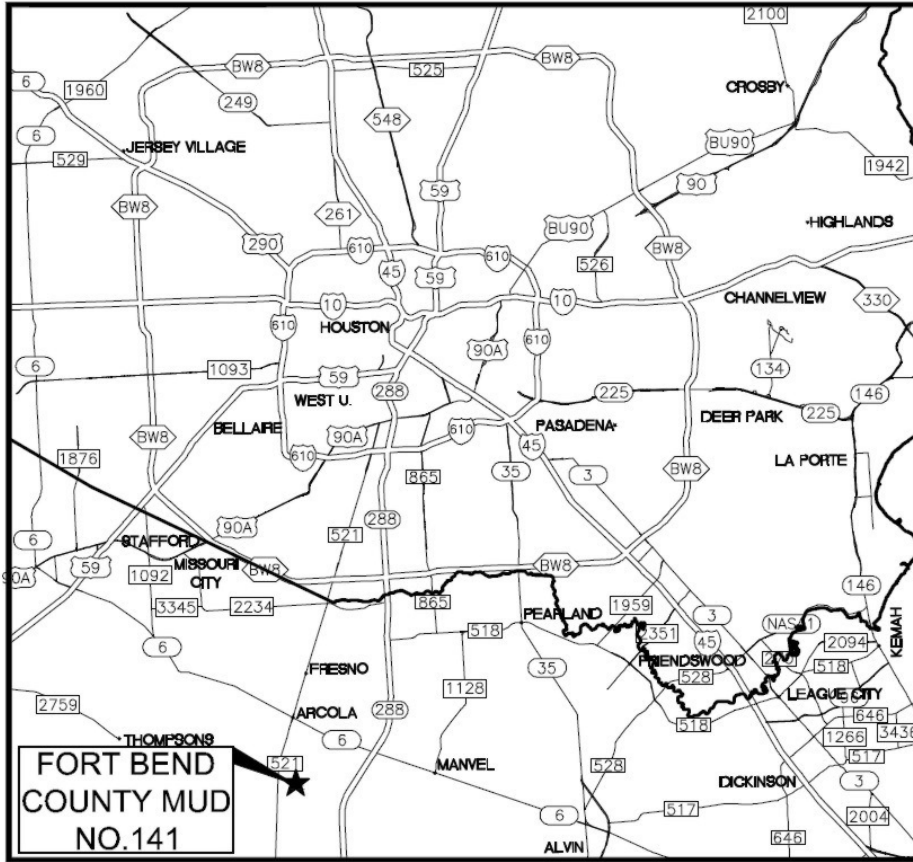 2100
6
1960
BW8
525
BW8
249
CROSBY
548
6
BU90
JERSEY VILLAGE
529
1942
59
90
BW8
261
BU90
HIGHLANDS
290
610
610
BW8
45
59
526
10
10
CHANNELVIEW
330
610
HOUSTON
610
90A
6
1093
59
134
288
WEST U.
225
146
BELLAIRE
90A
610
PASADENA
DEER PARK
225
BW8
45
1876
610
865
35
3
BW8
LA PORTE
288
90A
521
6
STAFFORD
59
MISSOURI
CITY
BW8
BW8
90A
1092
146
3345
2234
865
PEARLAND
1959
3
NASA1
KEMAH
518
2351
45
2094
6
FRIENDSWOOD
518
FRESNO
35
528
1128
LEAGUE CITY
2759
288
518
646
ARCOLA
1266
3436
THOMPSONS
6
517
521
528
MANVEL
DICKINSON
3
FORT BEND
COUNTY MUD
NO.141
517
6
2004
646
ALVIN